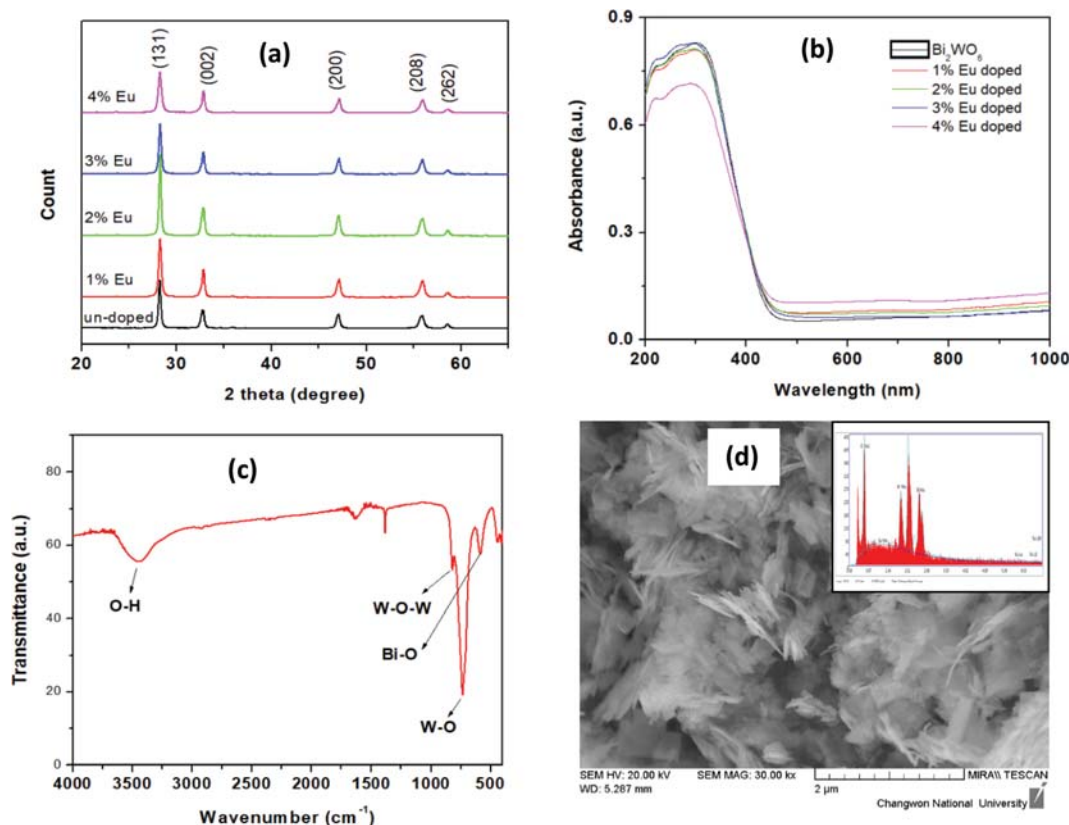 (a)
(131)
(002)
(200)
(208)
(262)
4% Eu
3% Eu
2% Eu
1% Eu
un-doped
Count
20 30 40 50 60
2 theta (degree)
(b)
Bi₂WO₆
1% Eu doped
2% Eu doped
3% Eu doped
4% Eu doped
0.9
0.6
0.3
0.0
Absorbance (a.u.)
200 400 600 800 1000
Wavelength (nm)
(c)
80
60
40
20
0
Transmittance (a.u.)
O-H
W-O-W
Bi-O
W-O
4000 3500 3000 2500 2000 1500 1000 500
Wavenumber (cm⁻¹)
(d)
SEM HV: 20.00 kV SEM MAG: 30.00 kx MIRA\\ TESCAN
WD: 5.287 mm 2 µm
Changwon National University